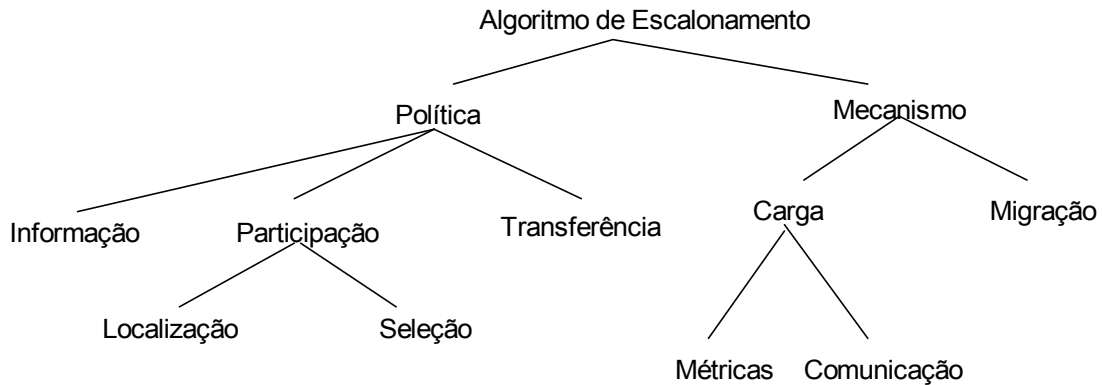 Algoritmo de Escalonamento
Política
Mecanismo
Informação
Participação
Transferência
Carga
Migração
Localização
Seleção
Métricas
Comunicação